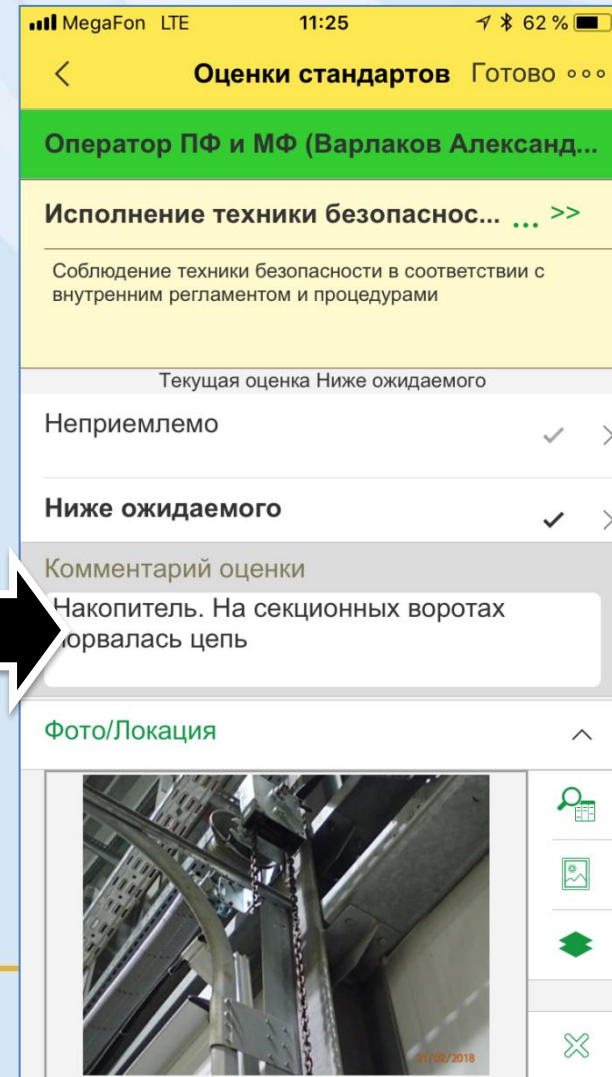 MegaFon LTE 11:25 62 %
Оценки стандартов Готово
Оператор ПФ и МФ (Варлаков Александ...
Исполнение техники безопаснос... ... >>
Соблюдение техники безопасности в соответствии с
внутренним регламентом и процедурами
Текущая оценка Ниже ожидаемого
Неприемлемо
Ниже ожидаемого
Комментарий оценки
Накопитель. На секционных воротах
порвалась цепь
Фото/Локация